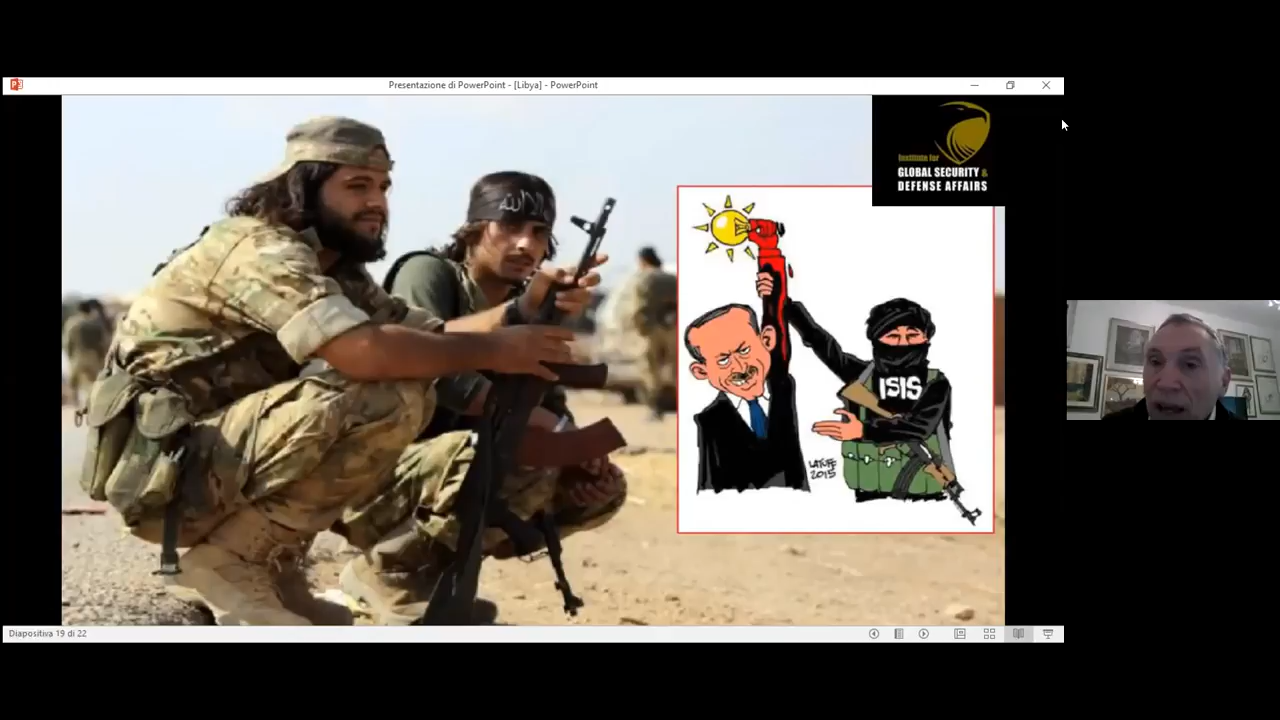 Presentazione di PowerPoint - [Libya] - PowerPoint
Institute for
GLOBAL SECURITY &
DEFENSE AFFAIRS
ISIS
LATUFF
2015
Diapositiva 19 di 22